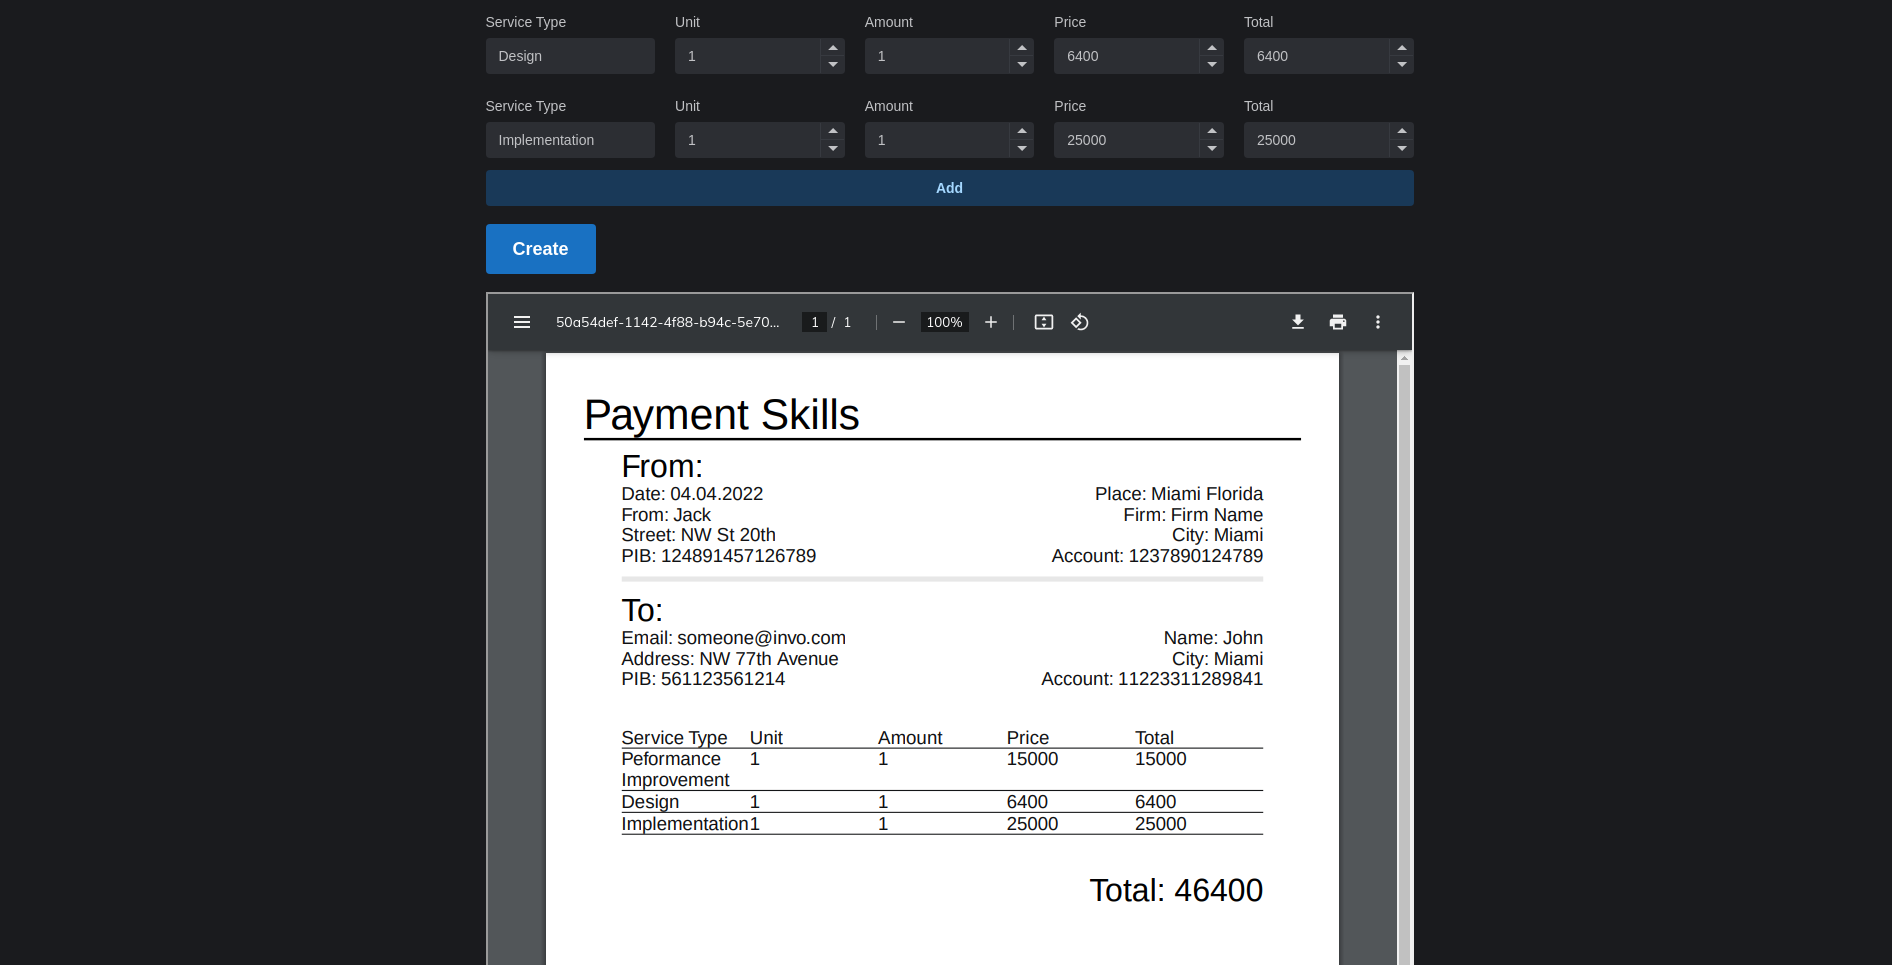 Service Type Unit Amount Price Total
Design 1 1 6400 6400
Service Type Unit Amount Price Total
Implementation 1 1 25000 25000
Add
Create
50a54def-1142-4f88-b94c-5e70... 1 / 1 100%
Payment Skills
From:
Date: 04.04.2022 Place: Miami Florida
From: Jack Firm: Firm Name
Street: NW St 20th City: Miami
PIB: 124891457126789 Account: 1237890124789
To:
Email: someone@invo.com Name: John
Address: NW 77th Avenue City: Miami
PIB: 561123561214 Account: 11223311289841
Service Type Unit Amount Price Total
Peformance 1 1 15000 15000
Improvement
Design 1 1 6400 6400
Implementation 1 1 25000 25000
Total: 46400